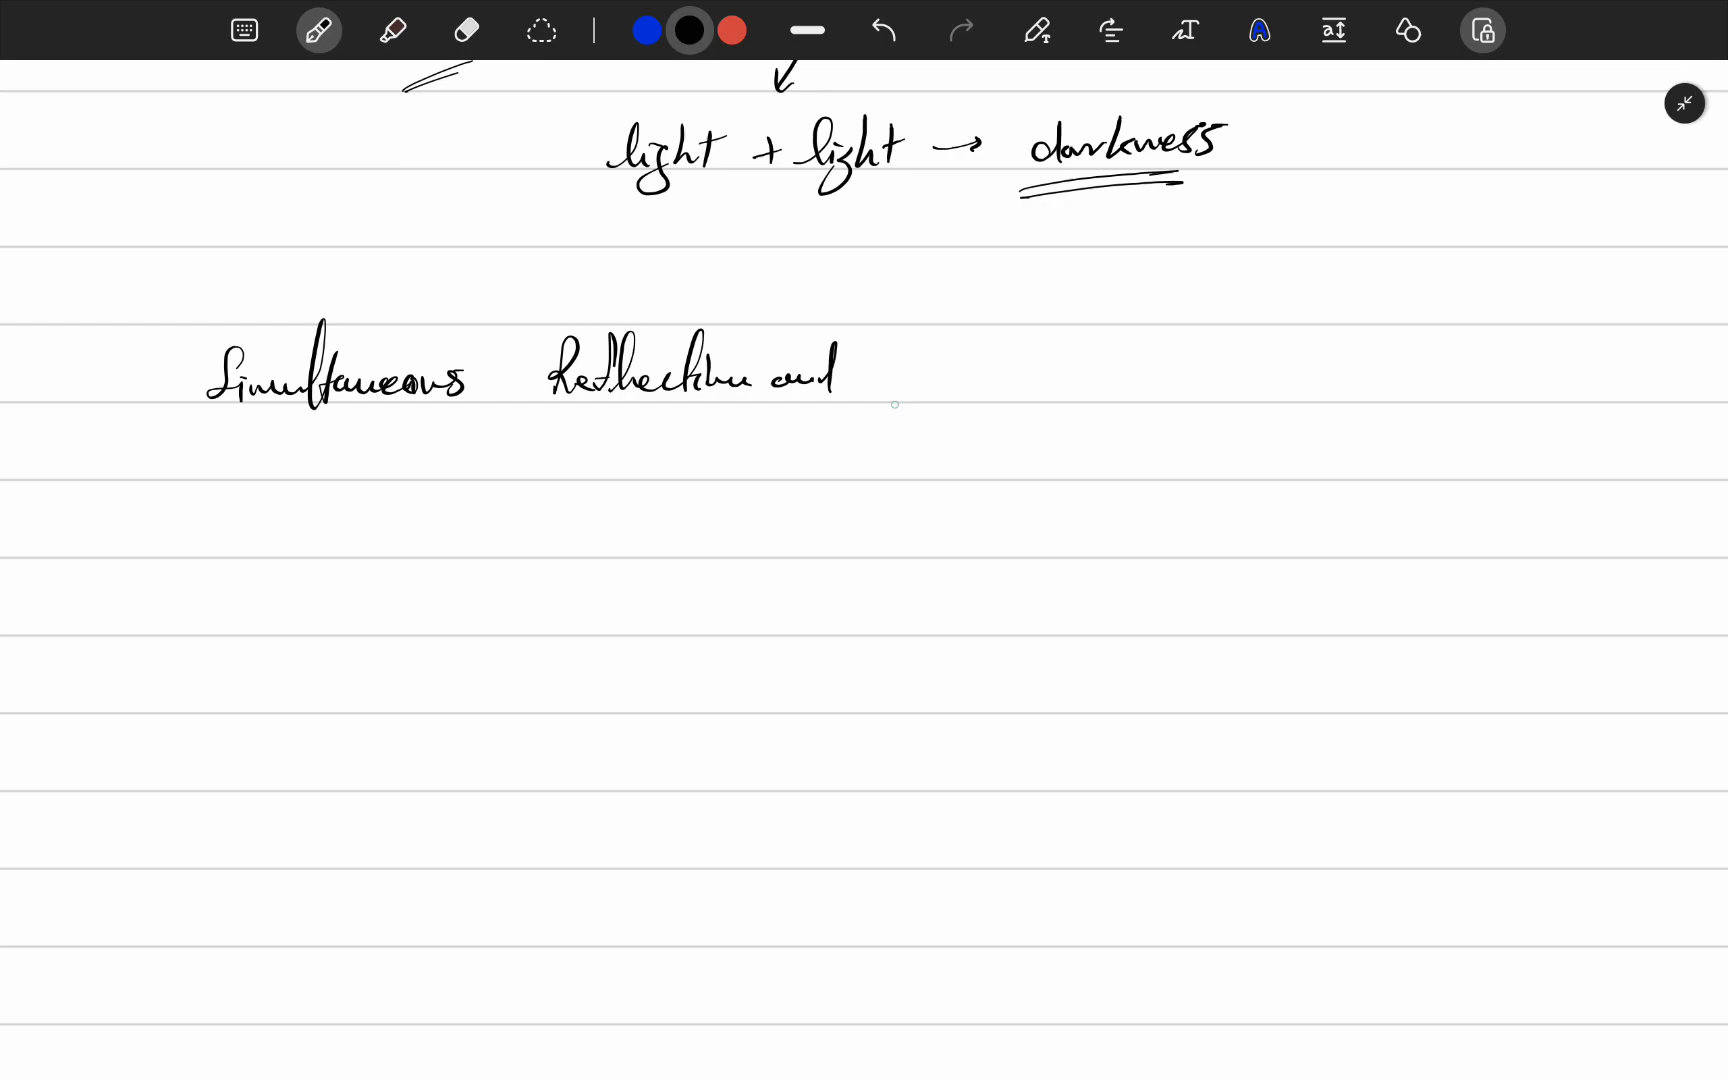 light + light → darkness
Simultaneous Reflection and